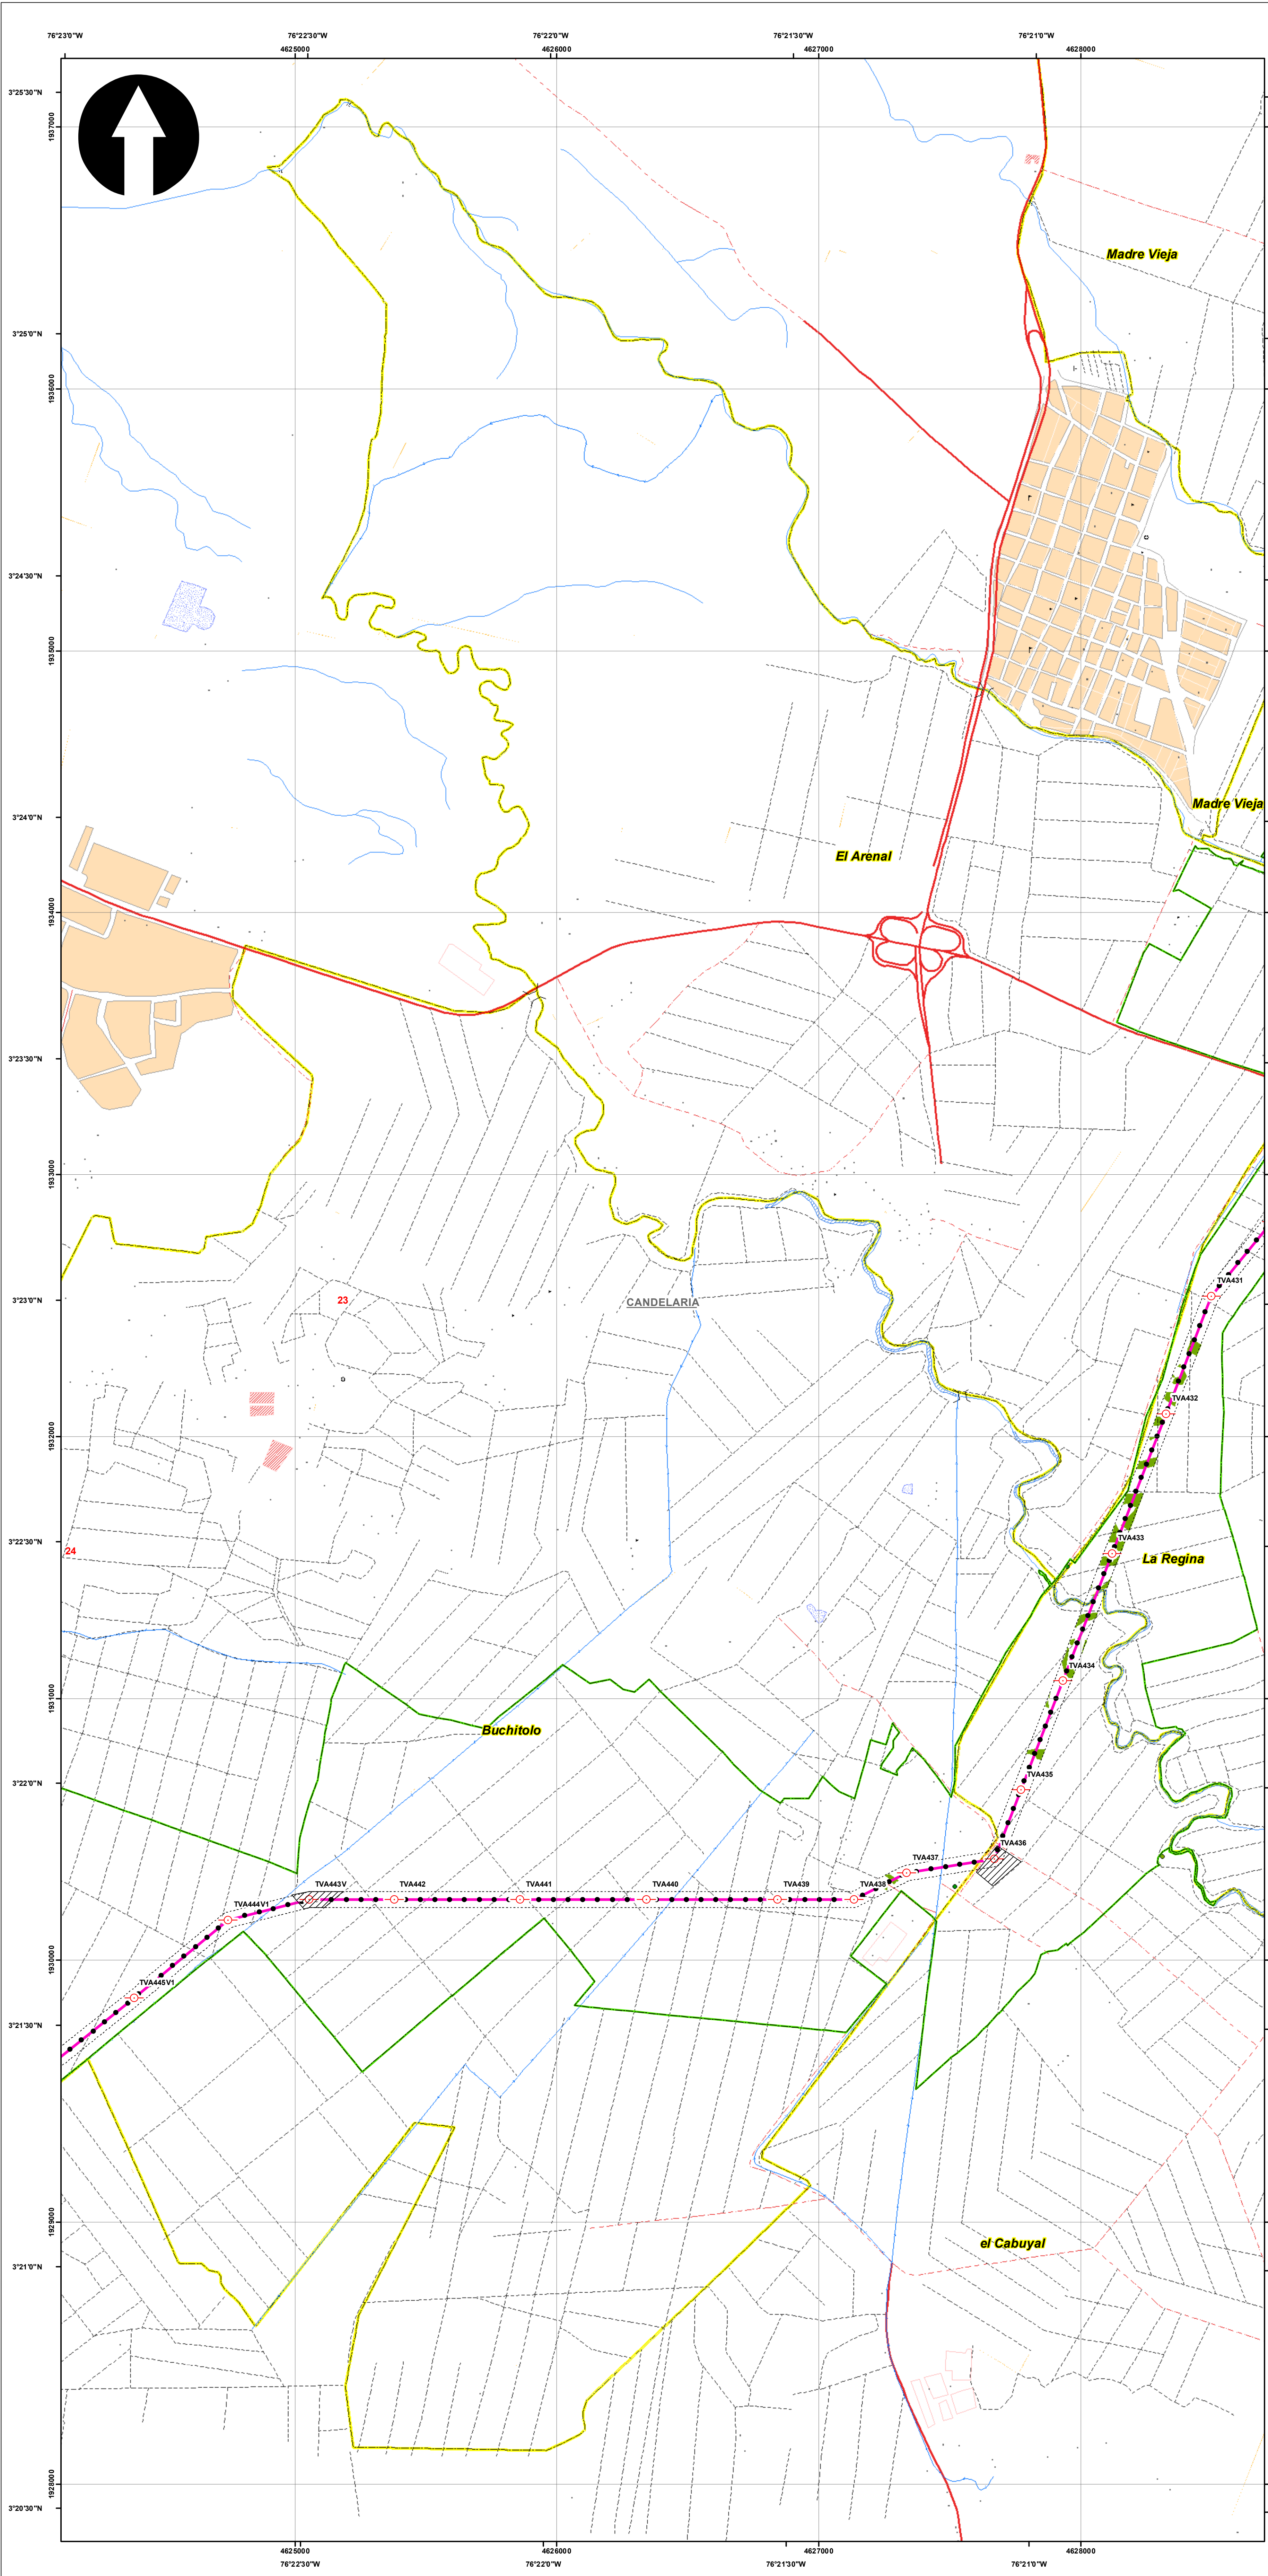 76°23'0"W 76°22'30"W 76°22'0"W 76°21'30"W 76°21'0"W
4625000 4626000 4627000 4628000
3°25'30"N
1937000
Madre Vieja
3°25'0"N
1936000
3°24'30"N
1935000
3°24'0"N
Madre Vieja
El Arenal
1934000
3°23'30"N
1933000
TVA431
3°23'0"N
23
CANDELARIA
TVA432
1932000
TVA433
3°22'30"N
24
La Regina
TVA434
1931000
Buchitolo
TVA435
3°22'0"N
TVA436
TVA437
TVA438
TVA439
TVA440
TVA441
TVA442
TVA443V
TVA444V1
1930000
TVA445V1
3°21'30"N
1929000
el Cabuyal
3°21'0"N
1928000
3°20'30"N
4625000 4626000 4627000 4628000
76°22'30"W 76°22'0"W 76°21'30"W 76°21'0"W